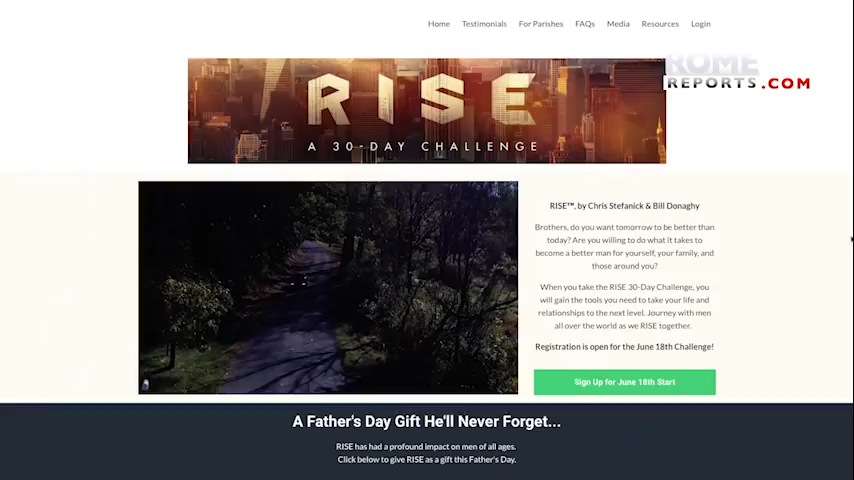 Home Testimonials For Parishes FAQs Media Resources Login
ROME
REPORTS.COM
RISE
A 30-DAY CHALLENGE
RISE™, by Chris Stefanick & Bill Donaghy
Brothers, do you want tomorrow to be better than
today? Are you willing to do what it takes to
become a better man for yourself, your family, and
those around you?
When you take the RISE 30-Day Challenge, you
will gain the tools you need to take your life and
relationships to the next level. Journey with men
all over the world as we RISE together.
Registration is open for the June 18th Challenge!
Sign Up for June 18th Start
A Father's Day Gift He'll Never Forget...
RISE has had a profound impact on men of all ages.
Click below to give RISE as a gift this Father's Day.